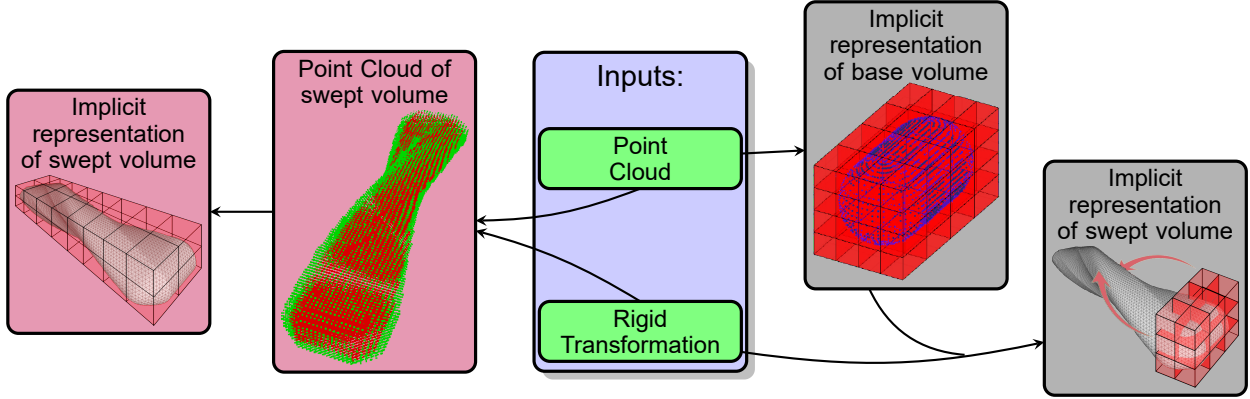 Implicit
representation
of swept volume
Point Cloud of
swept volume
Inputs:
Point
Cloud
Rigid
Transformation
Implicit
representation
of base volume
Implicit
representation
of swept volume